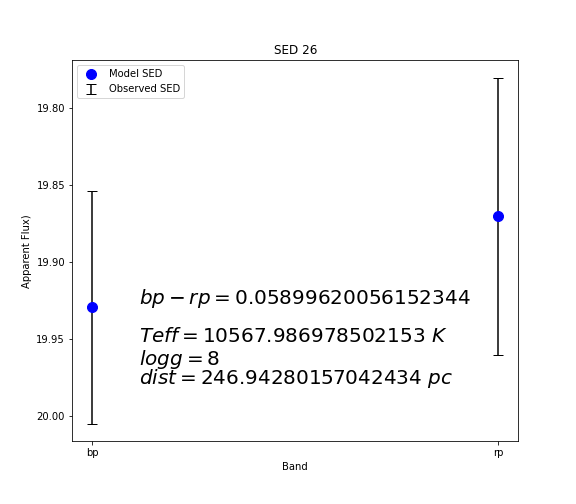 SED 26
Model SED
Observed SED
19.80
19.85
19.90
19.95
20.00
Apparent Flux)
bp − rp = 0.05899620056152344
Teff = 10567.986978502153 K
logg = 8
dist = 246.94280157042434 pc
bp
rp
Band